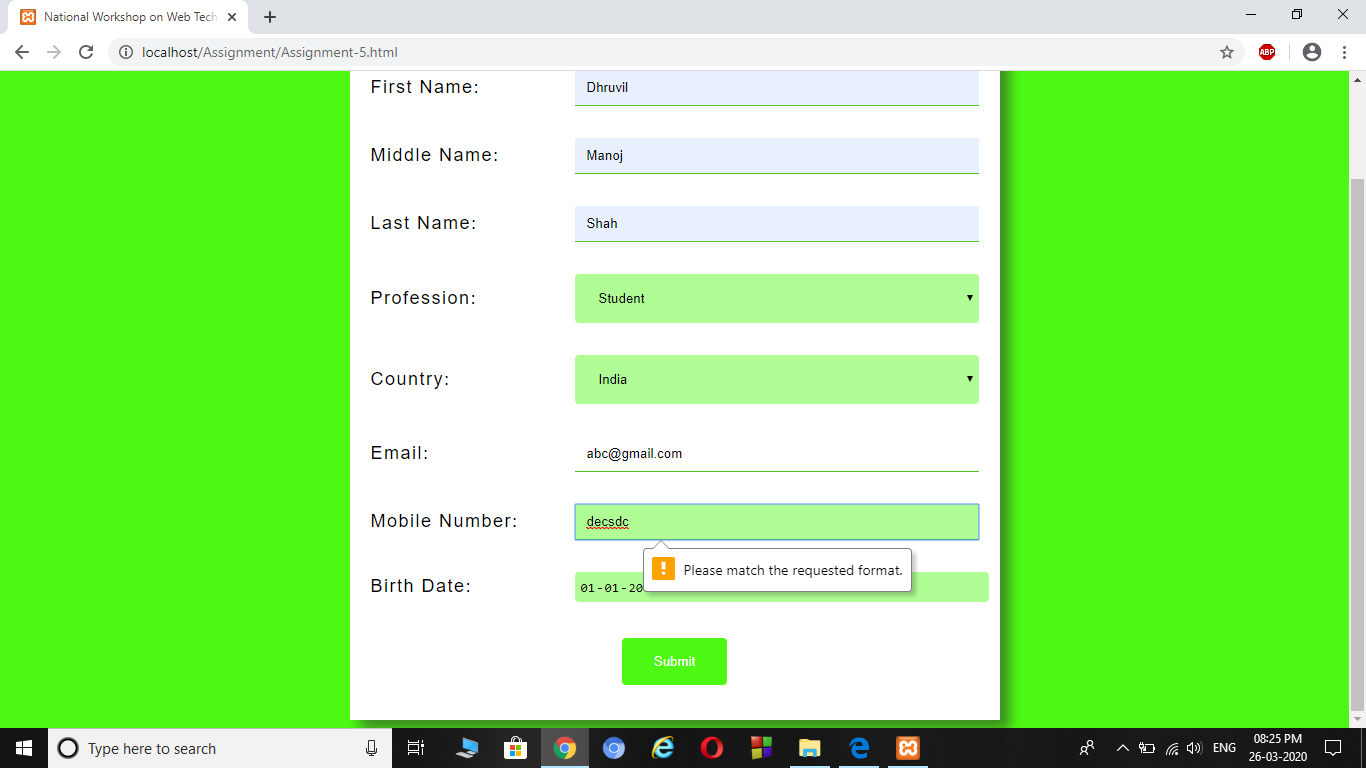 National Workshop on Web Tech
localhost/Assignment/Assignment-5.html
ABP
First Name: Dhruvil
Middle Name: Manoj
Last Name: Shah
Profession: Student
Country: India
Email: abc@gmail.com
Mobile Number: decsdc
Please match the requested format.
Birth Date: 01-01-20
Submit
Type here to search
ENG
08:25 PM
26-03-2020